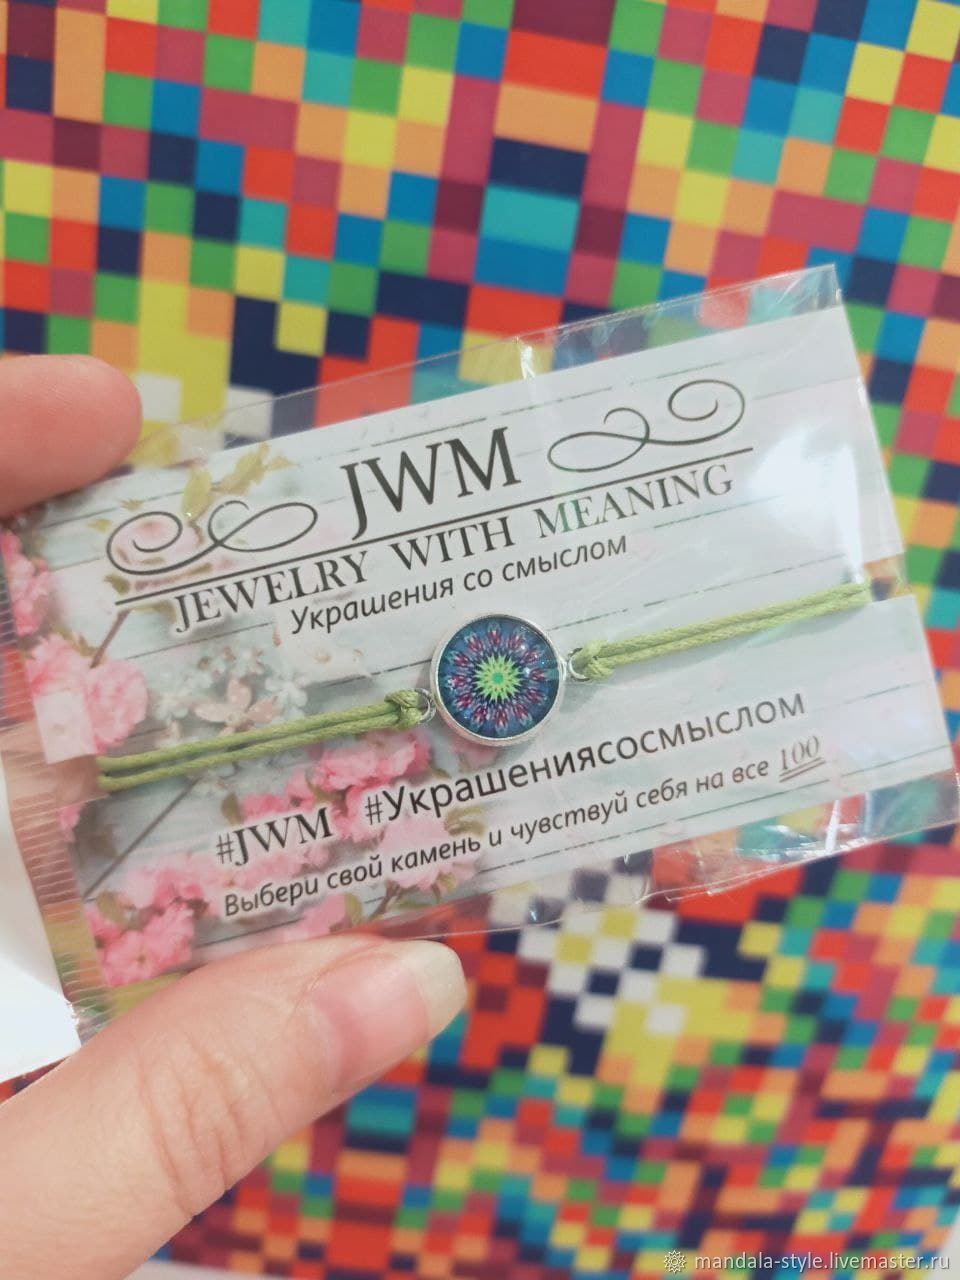 JWM
JEWELRY WITH MEANING
Украшения со смыслом
#JWM #Украшениясосмыслом
Выбери свой камень и чувствуй себя на все 100
mandala-style.livemaster.ru